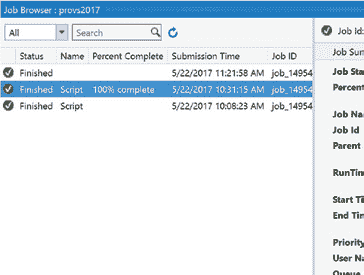 Job Browser : provs2017
All Search Job Id:
Status Name Percent Complete Submission Time Job ID Job Sum
Finished 5/22/2017 11:21:58 AM job_14954 Job Sta
Finished Script 100% complete 5/22/2017 10:31:15 AM job_14954 Percent
Finished Script 5/22/2017 10:08:23 AM job_14954
Job Na
Job Id
Parent
RunTim
Start Ti
End Tim
Priority
User Na
Queue